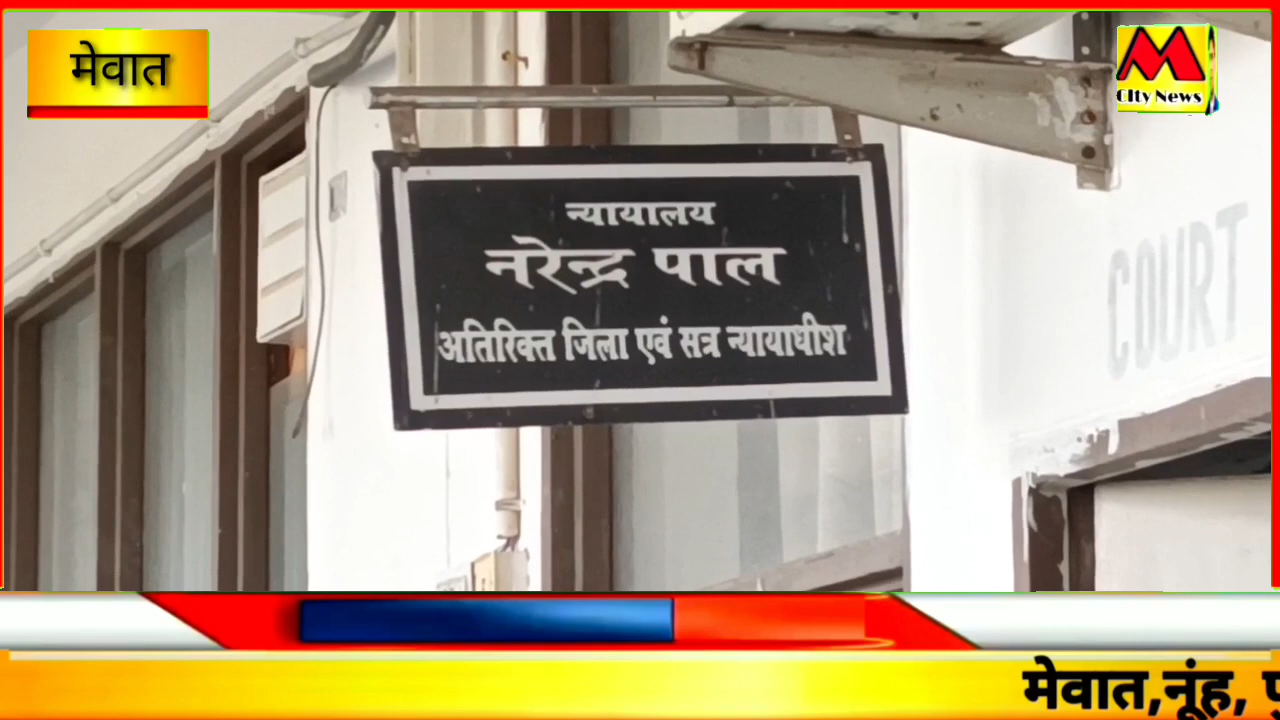 मेवात
M
CIty News
न्यायालय
नरेन्द्र पाल
अतिरिक्त जिला एवं सत्र न्यायाधीश
COURT
मेवात,नूंह,